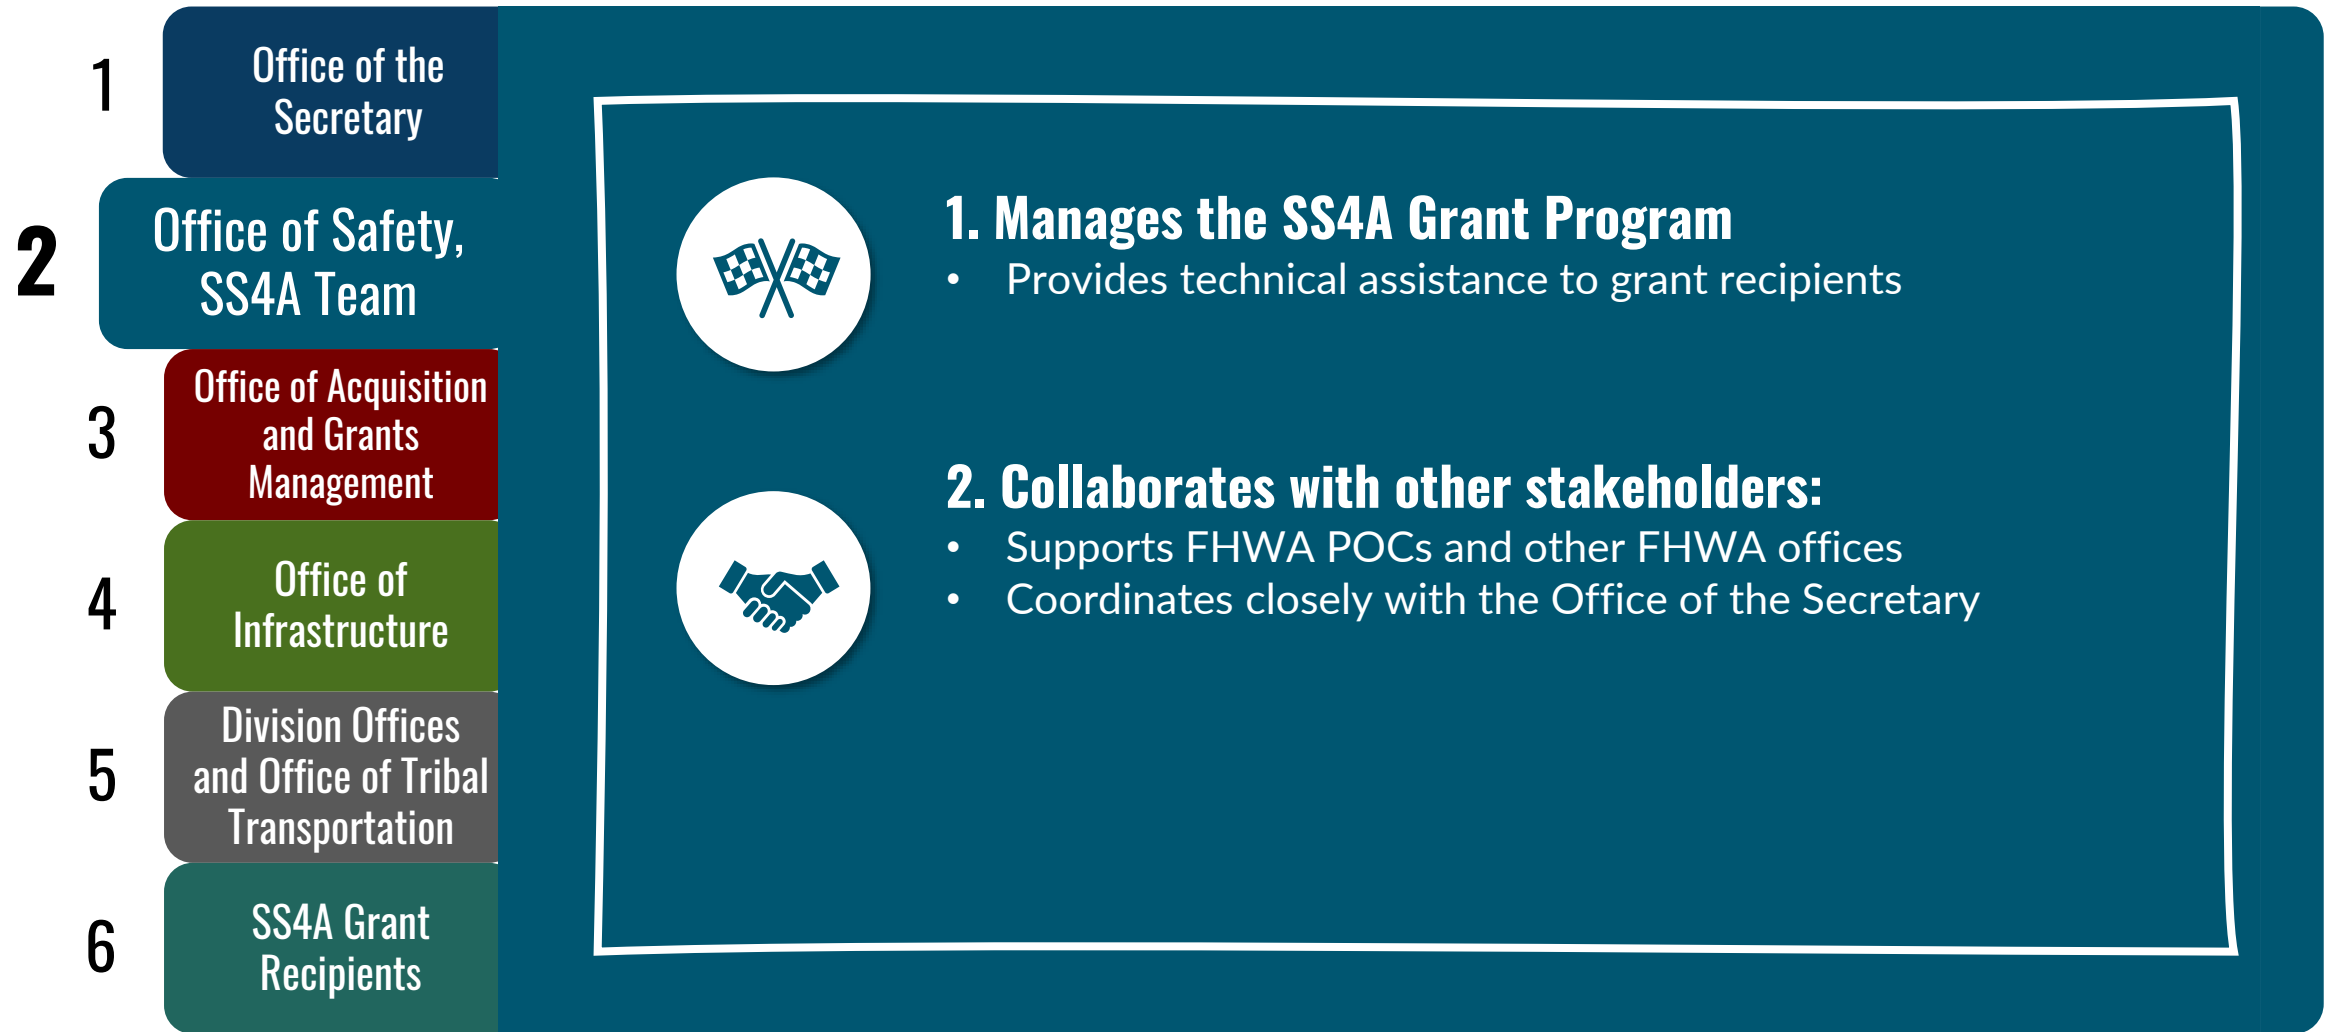 1
Office of the
Secretary
2
Office of Safety,
SS4A Team
3
Office of Acquisition
and Grants
Management
4
Office of
Infrastructure
5
Division Offices
and Office of Tribal
Transportation
6
SS4A Grant
Recipients
1. Manages the SS4A Grant Program
• Provides technical assistance to grant recipients
2. Collaborates with other stakeholders:
• Supports FHWA POCs and other FHWA offices
• Coordinates closely with the Office of the Secretary